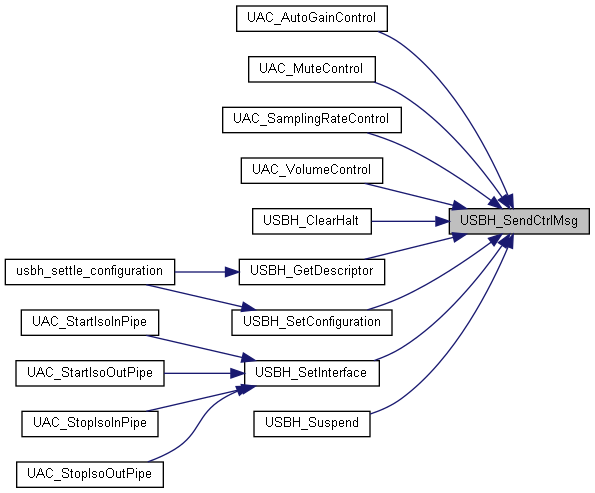 UAC_AutoGainControl
UAC_MuteControl
UAC_SamplingRateControl
UAC_VolumeControl
USBH_ClearHalt
USBH_SendCtrlMsg
usbh_settle_configuration
USBH_GetDescriptor
USBH_SetConfiguration
UAC_StartIsoInPipe
UAC_StartIsoOutPipe
USBH_SetInterface
UAC_StopIsoInPipe
USBH_Suspend
UAC_StopIsoOutPipe